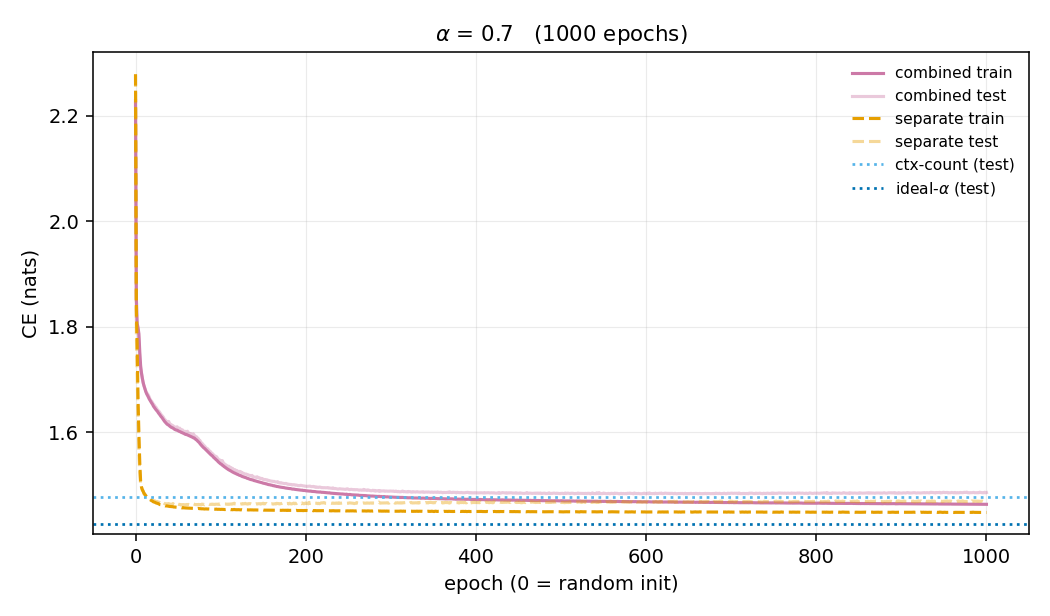 α = 0.7 (1000 epochs)
combined train
combined test
separate train
separate test
ctx-count (test)
ideal-α (test)
CE (nats)
2.2
2.0
1.8
1.6
0 200 400 600 800 1000
epoch (0 = random init)